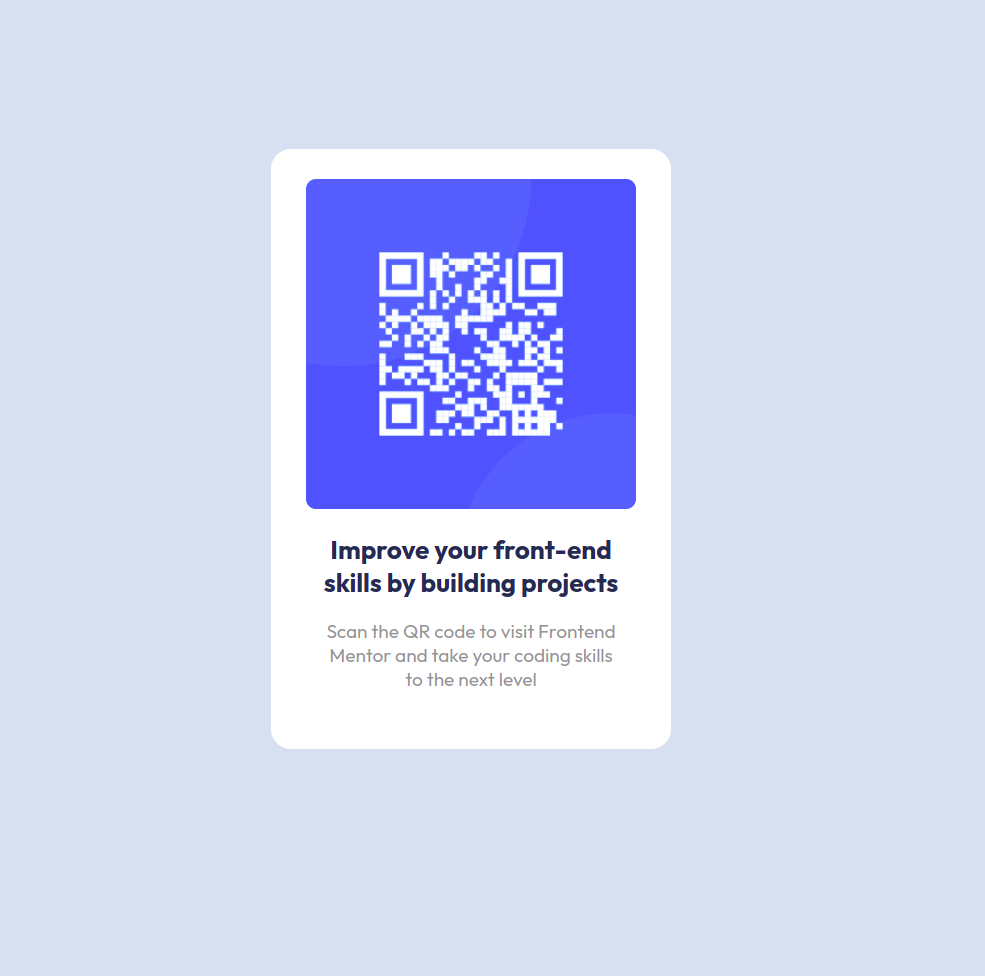 Improve your front-end
skills by building projects
Scan the QR code to visit Frontend
Mentor and take your coding skills
to the next level